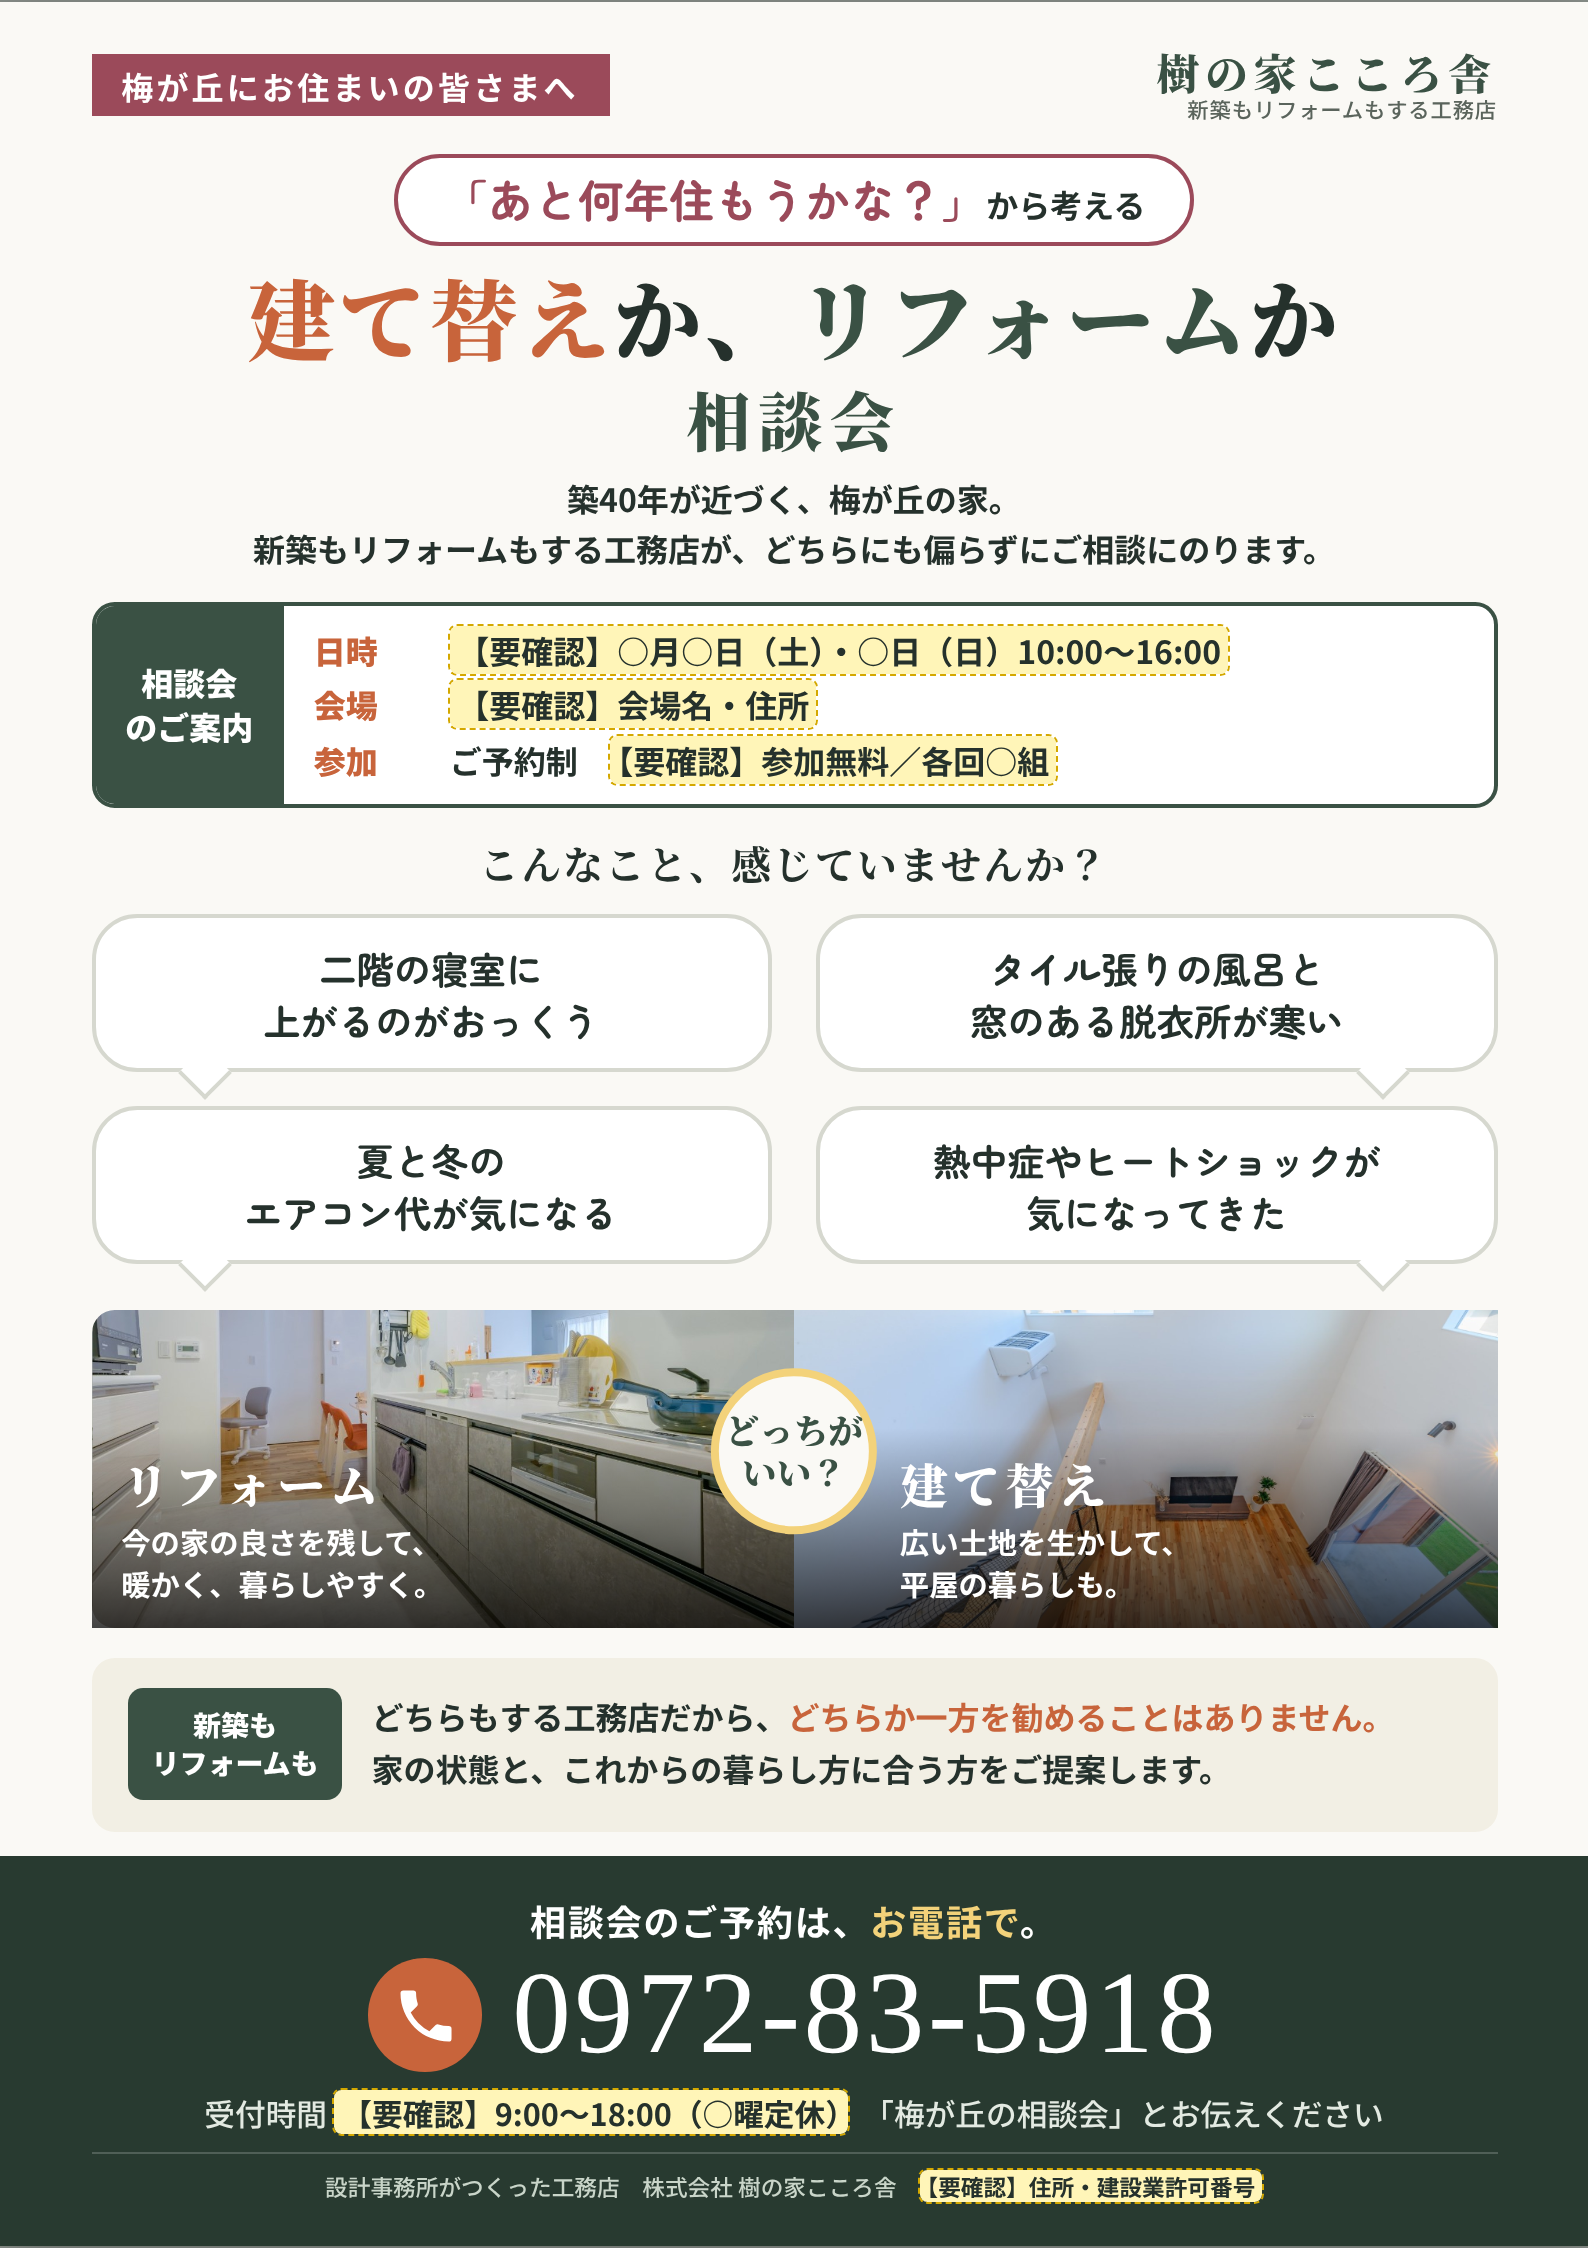 梅が丘にお住まいの皆さまへ
樹の家こころ舎
新築もリフォームもする工務店
「あと何年住もうかな？」から考える
建て替えか、リフォームか
相談会
築40年が近づく、梅が丘の家。
新築もリフォームもする工務店が、どちらにも偏らずにご相談にのります。
相談会
のご案内
日時 【要確認】〇月〇日（土）・〇日（日）10:00〜16:00
会場 【要確認】会場名・住所
参加 ご予約制 【要確認】参加無料／各回〇組
こんなこと、感じていませんか？
二階の寝室に
上がるのがおっくう
タイル張りの風呂と
窓のある脱衣所が寒い
夏と冬の
エアコン代が気になる
熱中症やヒートショックが
気になってきた
リフォーム
今の家の良さを残して、
暖かく、暮らしやすく。
どっちが
いい？
建て替え
広い土地を生かして、
平屋の暮らしも。
新築も
リフォームも
どちらもする工務店だから、どちらか一方を勧めることはありません。
家の状態と、これからの暮らし方に合う方をご提案します。
相談会のご予約は、お電話で。
0972-83-5918
受付時間 【要確認】9:00〜18:00（〇曜定休） 「梅が丘の相談会」とお伝えください
設計事務所がつくった工務店　株式会社 樹の家こころ舎 【要確認】住所・建設業許可番号